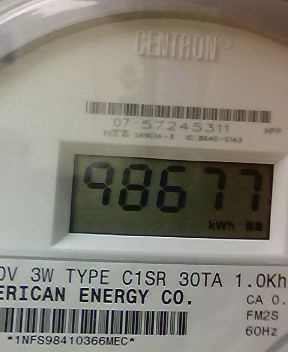 CENTRON®
07 57245311
HPP
98677
kWh
0V 3W TYPE C1SR 30TA 1.0Kh
ERICAN ENERGY CO.
CA 0.
FM2S
60Hz
*1NFS98410366MEC*